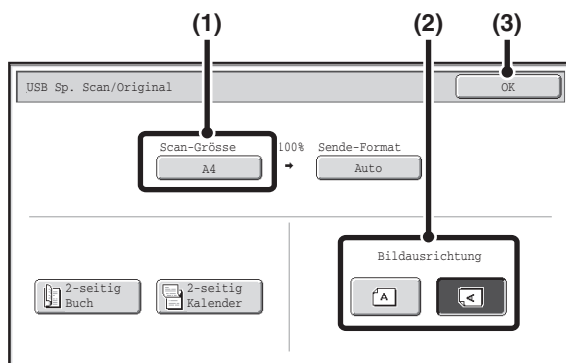 (1)
(2)
(3)
USB Sp. Scan/Original
OK
Scan-Grösse
100%
Sende-Format
A4
Auto
Bildausrichtung
2-seitig
Buch
2-seitig
Kalender
A
A